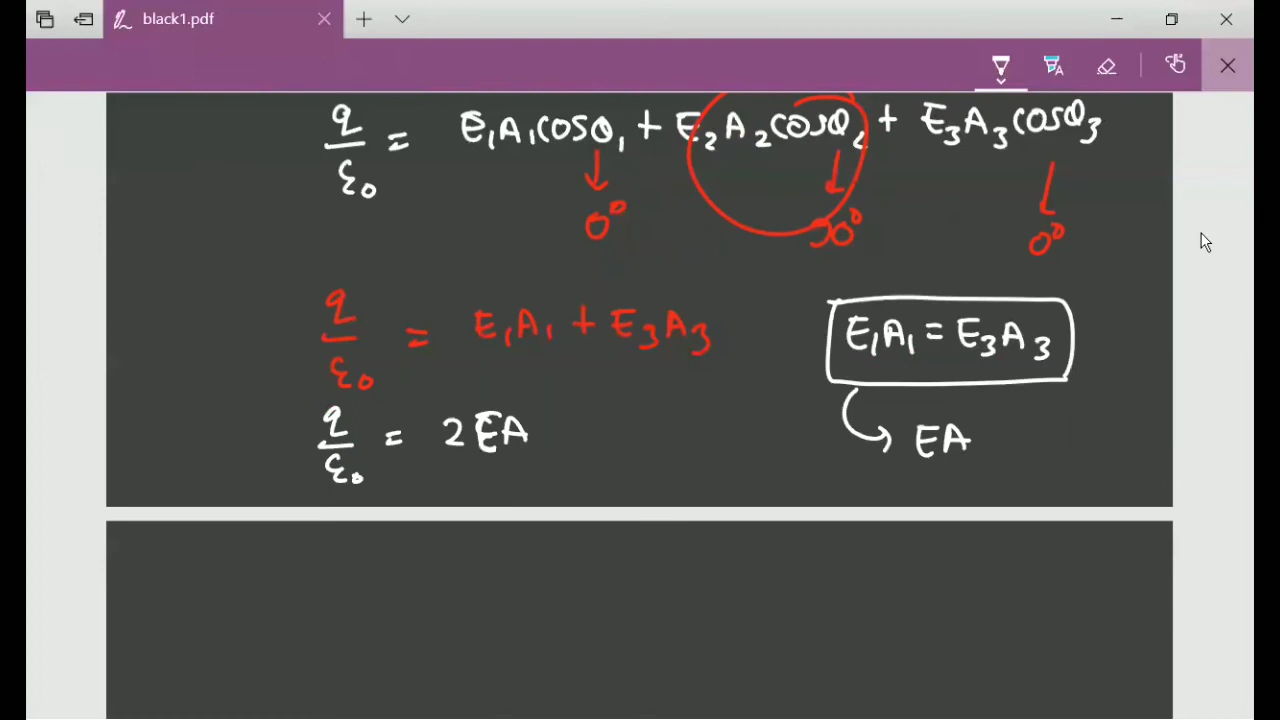 black1.pdf
q/ε₀ = E₁A₁cosθ₁ + E₂A₂cosθ₂ + E₃A₃cosθ₃
0° 90° 0°
q/ε₀ = E₁A₁ + E₃A₃
E₁A₁ = E₃A₃
q/ε₀ = 2EA
EA